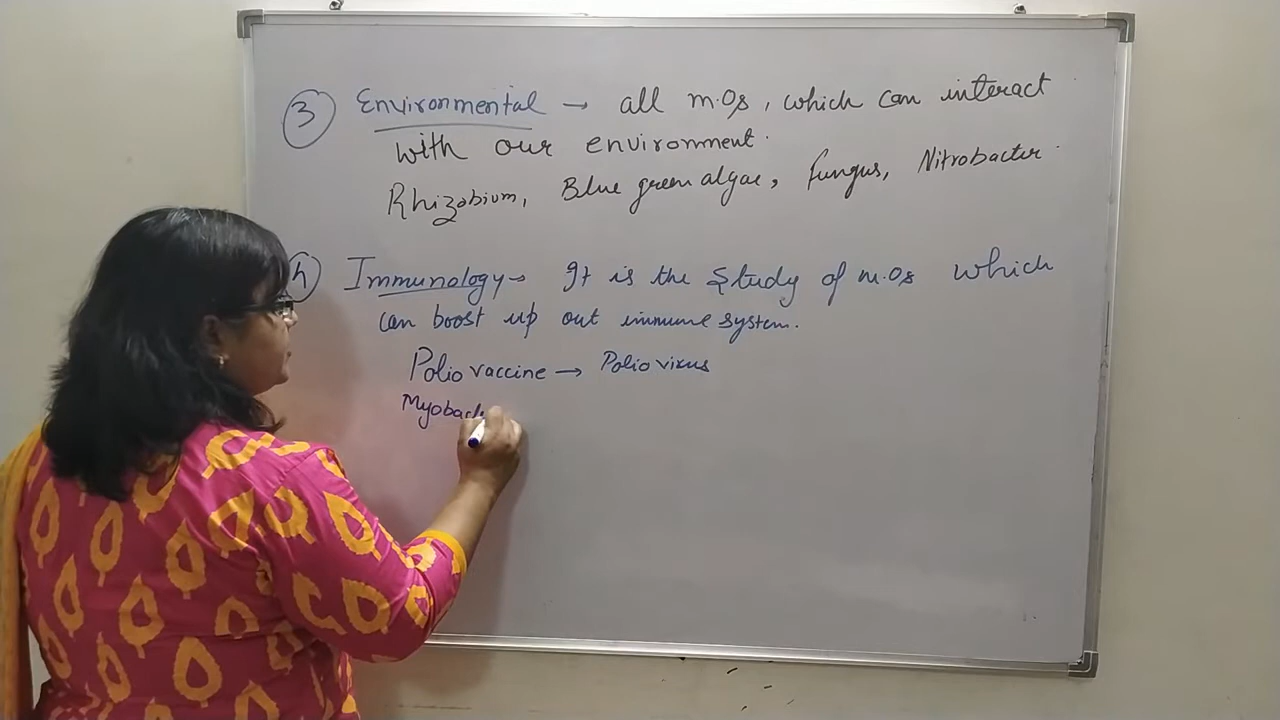 3 Environmental → all m.Os, which can interact
with our environment.
Rhizobium, Blue green algae, fungus, Nitrobacter.
4 Immunology → It is the study of m.Os which
can boost up out immune system.
Polio vaccine → Polio virus
Myobact